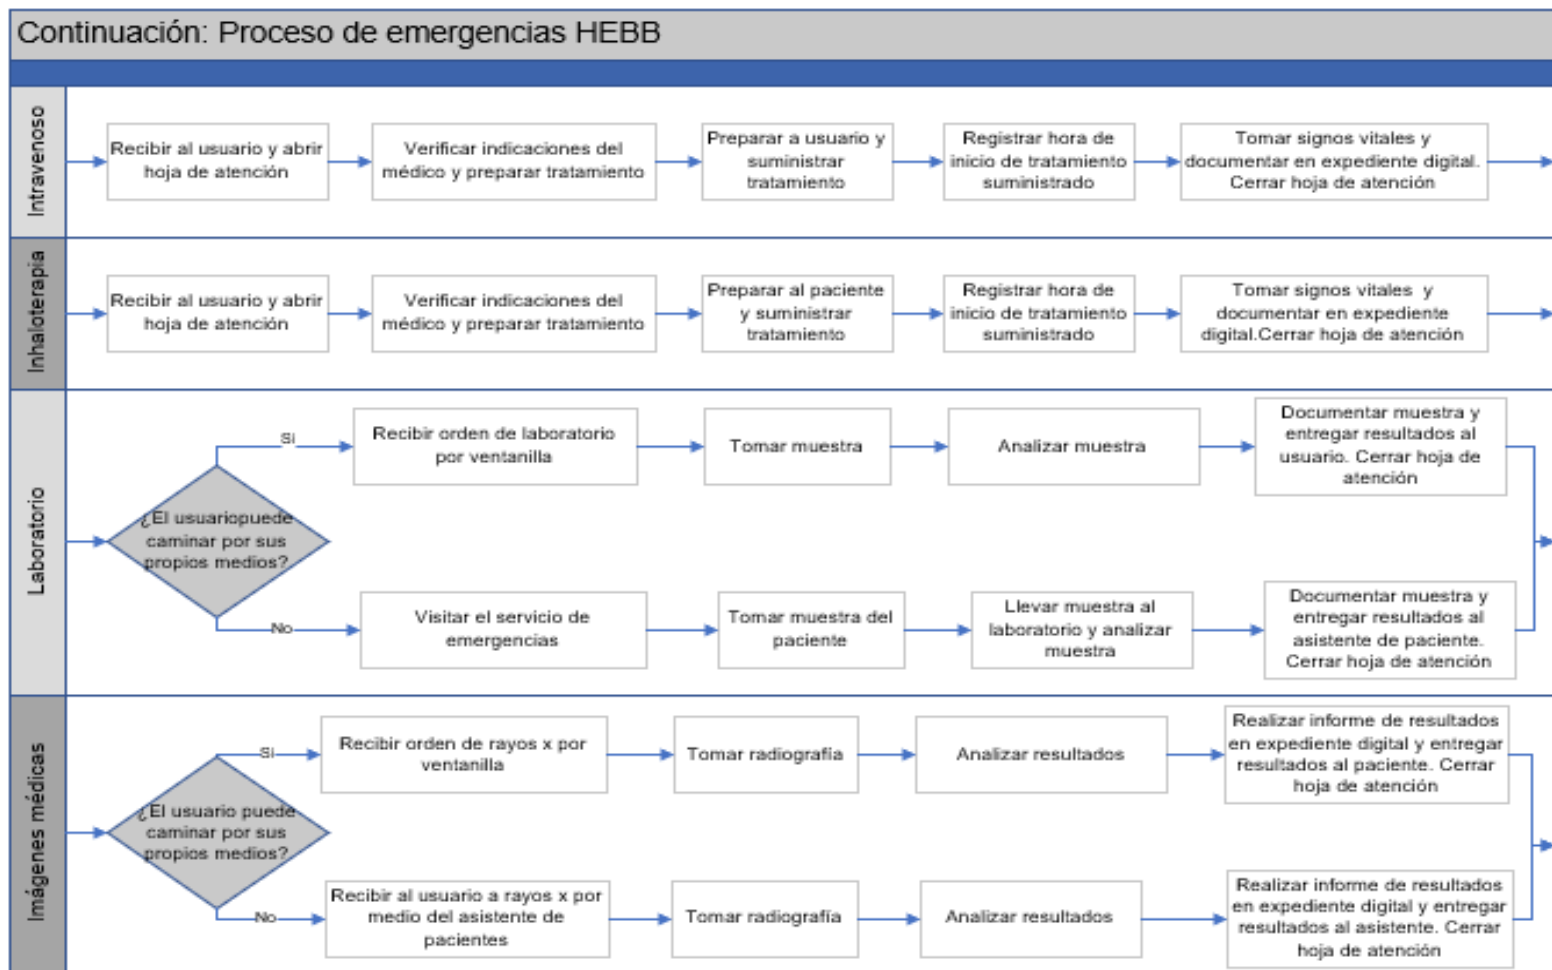 Continuación: Proceso de emergencias HEBB
Intravenoso
Recibir al usuario y abrir
hoja de atención
Verificar indicaciones del
médico y preparar tratamiento
Preparar a usuario y
suministrar
tratamiento
Registrar hora de
inicio de tratamiento
suministrado
Tomar signos vitales y
documentar en expediente digital.
Cerrar hoja de atención
Inhaloterapia
Recibir al usuario y abrir
hoja de atención
Verificar indicaciones del
médico y preparar tratamiento
Preparar al paciente
y suministrar
tratamiento
Registrar hora de
inicio de tratamiento
suministrado
Tomar signos vitales y
documentar en expediente
digital.Cerrar hoja de atención
Laboratorio
¿El usuariopuede
caminar por sus
propios medios?
Si
Recibir orden de laboratorio
por ventanilla
Tomar muestra
Analizar muestra
Documentar muestra y
entregar resultados al
usuario. Cerrar hoja de
atención
No
Visitar el servicio de
emergencias
Tomar muestra del
paciente
Llevar muestra al
laboratorio y analizar
muestra
Documentar muestra y
entregar resultados al
asistente de paciente.
Cerrar hoja de atención
Imágenes médicas
¿El usuario puede
caminar por sus
propios medios?
Si
Recibir orden de rayos x por
ventanilla
Tomar radiografía
Analizar resultados
Realizar informe de resultados
en expediente digital y entregar
resultados al paciente. Cerrar
hoja de atención
No
Recibir al usuario a rayos x por
medio del asistente de
pacientes
Tomar radiografía
Analizar resultados
Realizar informe de resultados
en expediente digital y entregar
resultados al asistente. Cerrar
hoja de atención